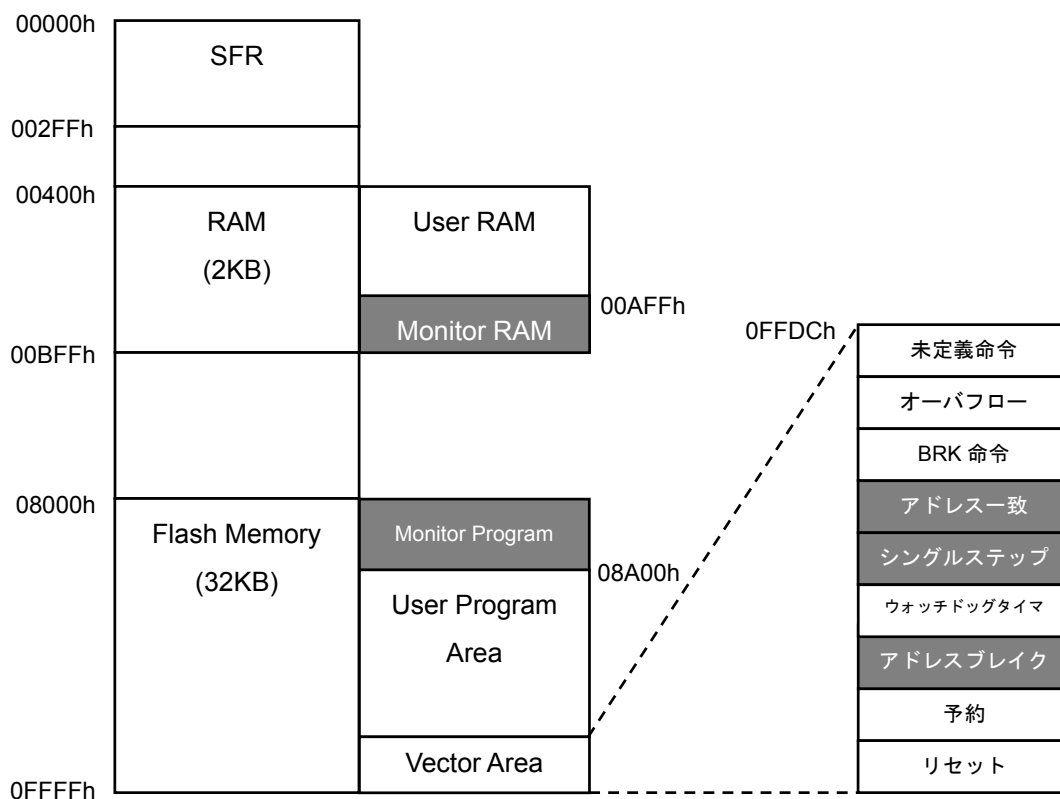 00000h
SFR
002FFh
00400h
RAM
(2KB)
User RAM
00AFFh
Monitor RAM
00BFFh
08000h
Flash Memory
(32KB)
Monitor Program
08A00h
User Program
Area
Vector Area
0FFFFh
0FFDCh
未定義命令
オーバフロー
BRK 命令
アドレス一致
シングルステップ
ウォッチドッグタイマ
アドレスブレイク
予約
リセット